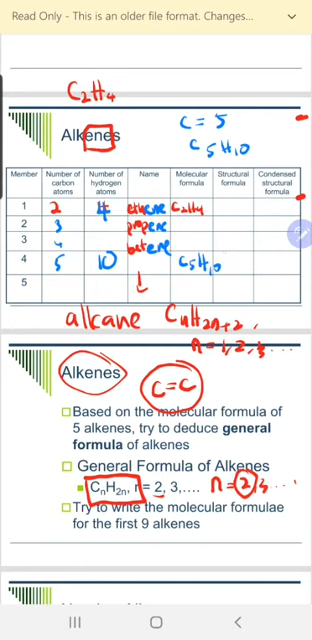 Read Only - This is an older file format. Changes...
C2H4
Alkenes
C = 5
C5H10
Member
Number of carbon atoms
Number of hydrogen atoms
Name
Molecular formula
Structural formula
Condensed structural formula
1 2 4 ethene C2H4
2 3 propene
3 4 butene
4 5 10 C5H10
5
alkane CnH2n+2,
n = 1, 2, 3 ...
Alkenes
C = C
Based on the molecular formula of
5 alkenes, try to deduce general
formula of alkenes
General Formula of Alkenes
CnH2n, n = 2, 3,.... n = 2, 3 ....
Try to write the molecular formulae
for the first 9 alkenes